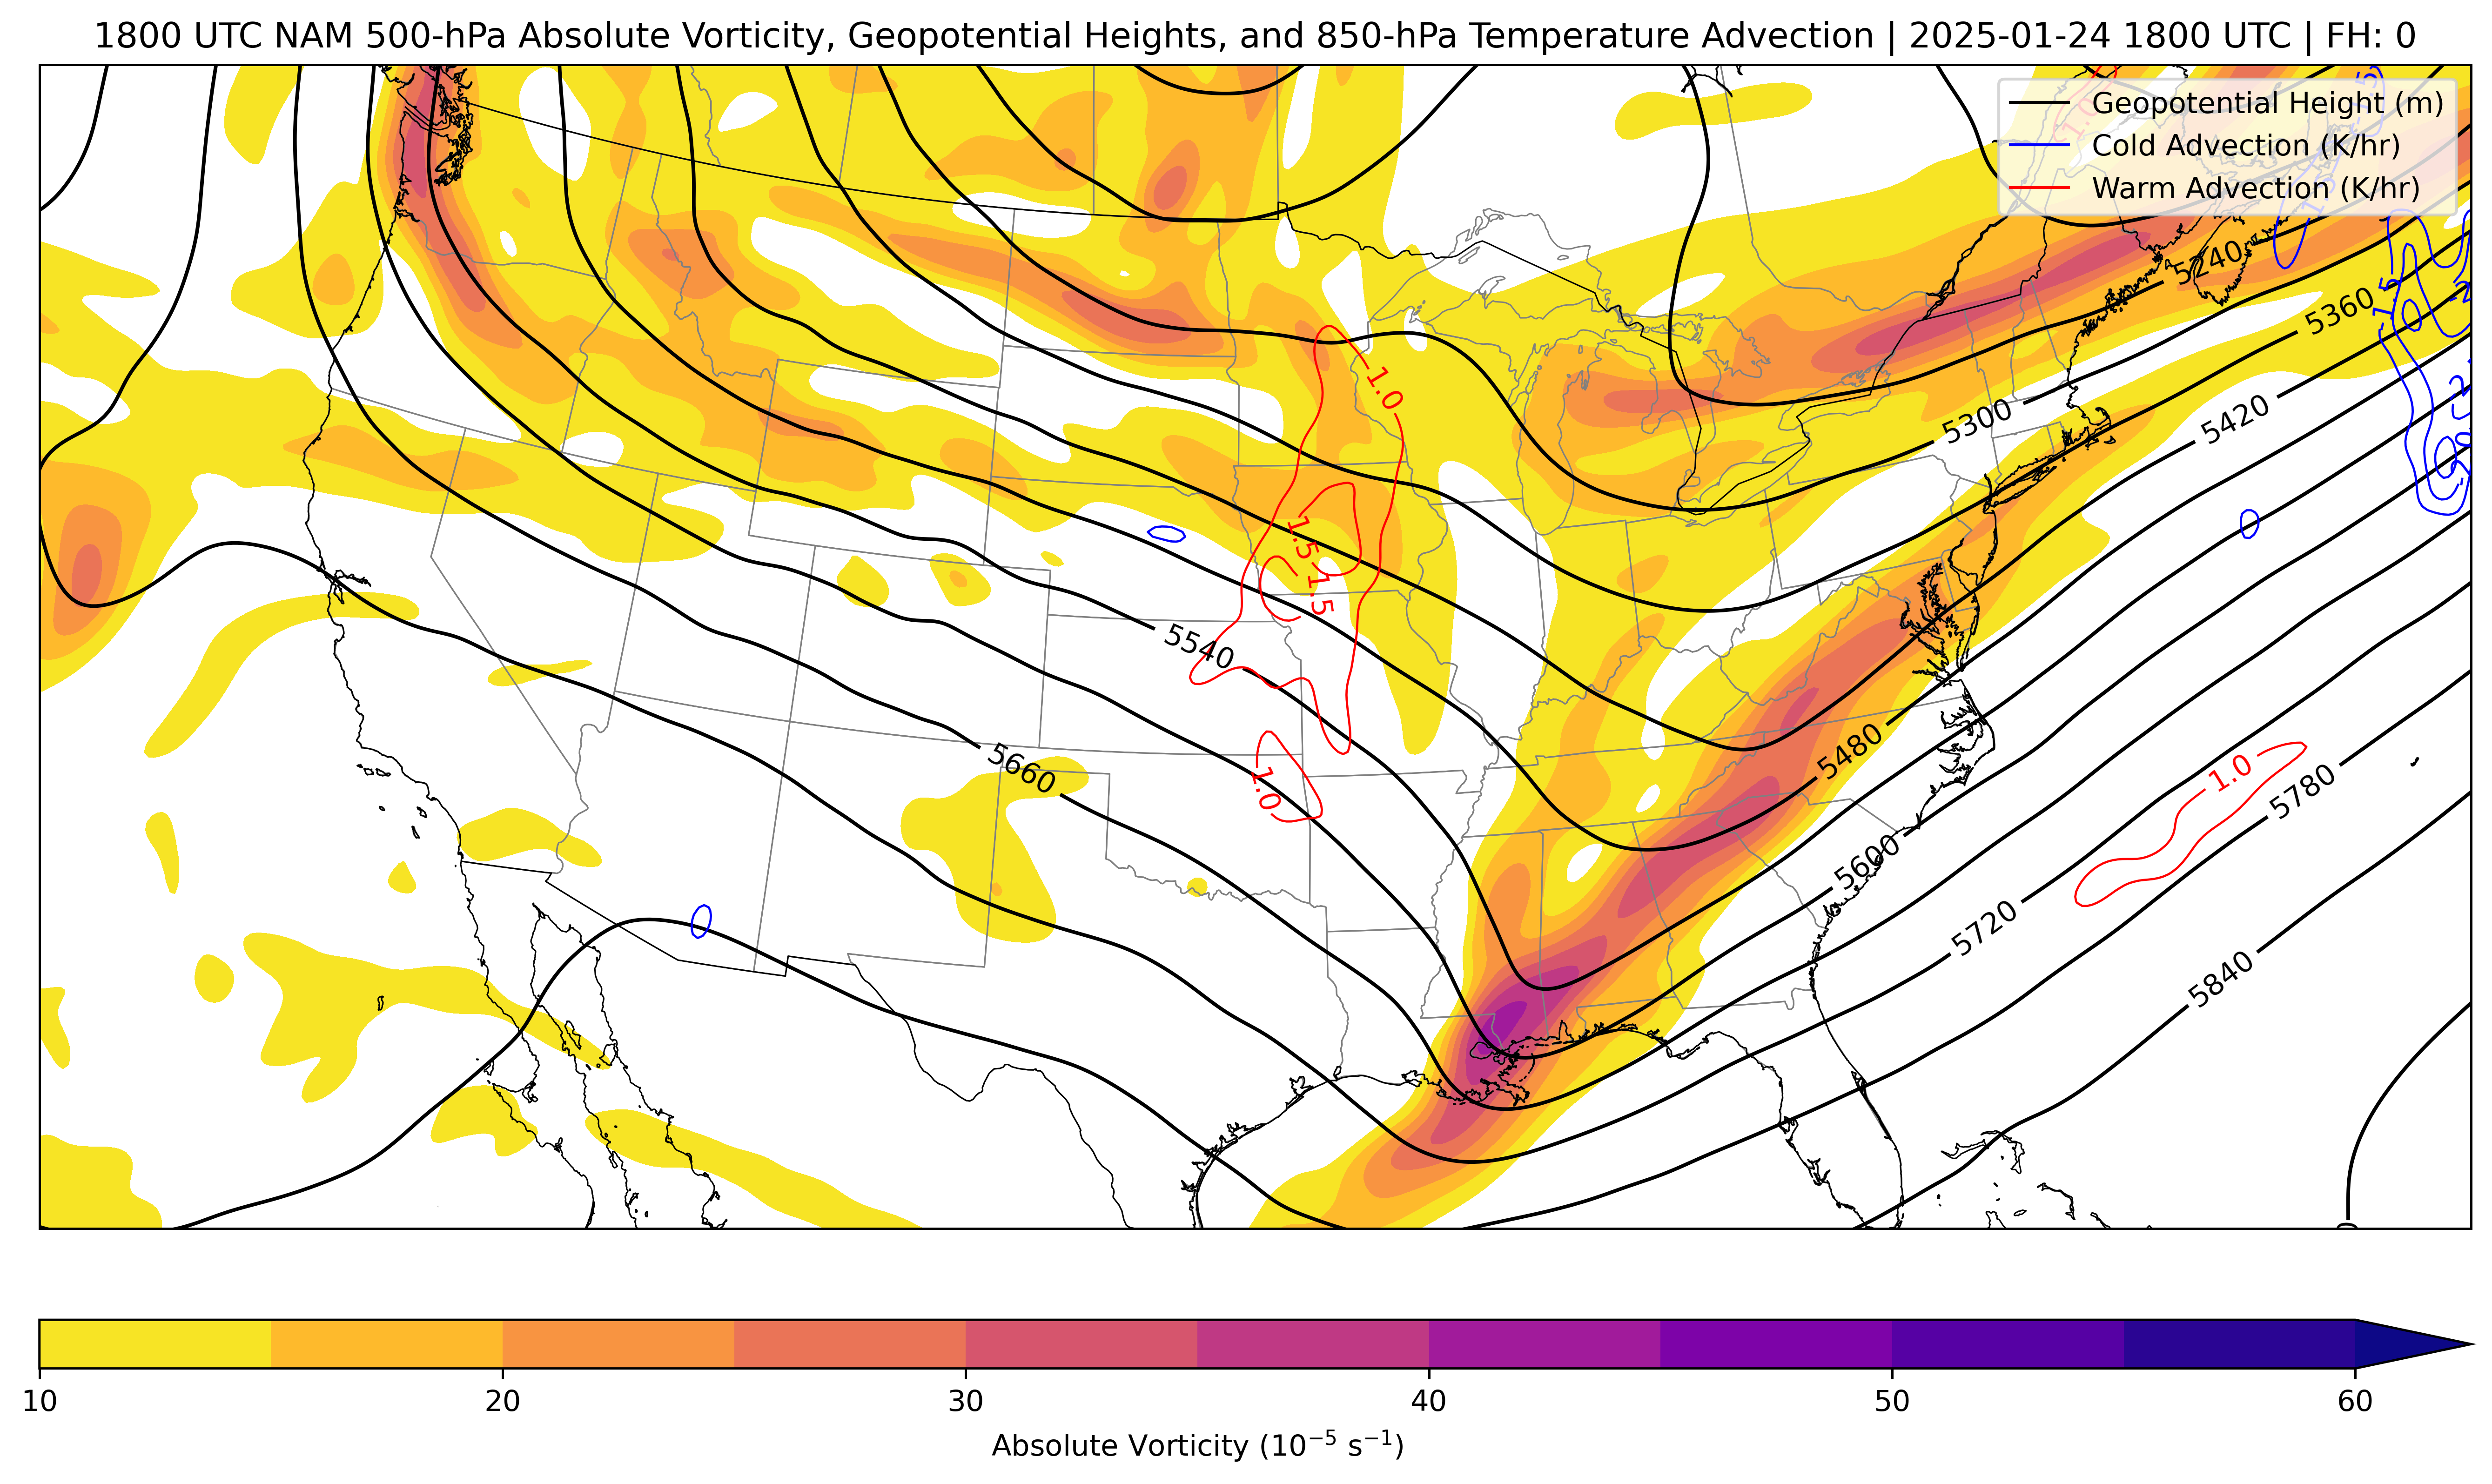 1800 UTC NAM 500-hPa Absolute Vorticity, Geopotential Heights, and 850-hPa Temperature Advection | 2025-01-24 1800 UTC | FH: 0
Geopotential Height (m)
Cold Advection (K/hr)
Warm Advection (K/hr)
5240
5360
5300
5420
1.0
1.5
1.5
5540
5480
5660
1.0
1.0
5780
5600
5720
5840
10 20 30 40 50 60
Absolute Vorticity (10⁻⁵ s⁻¹)